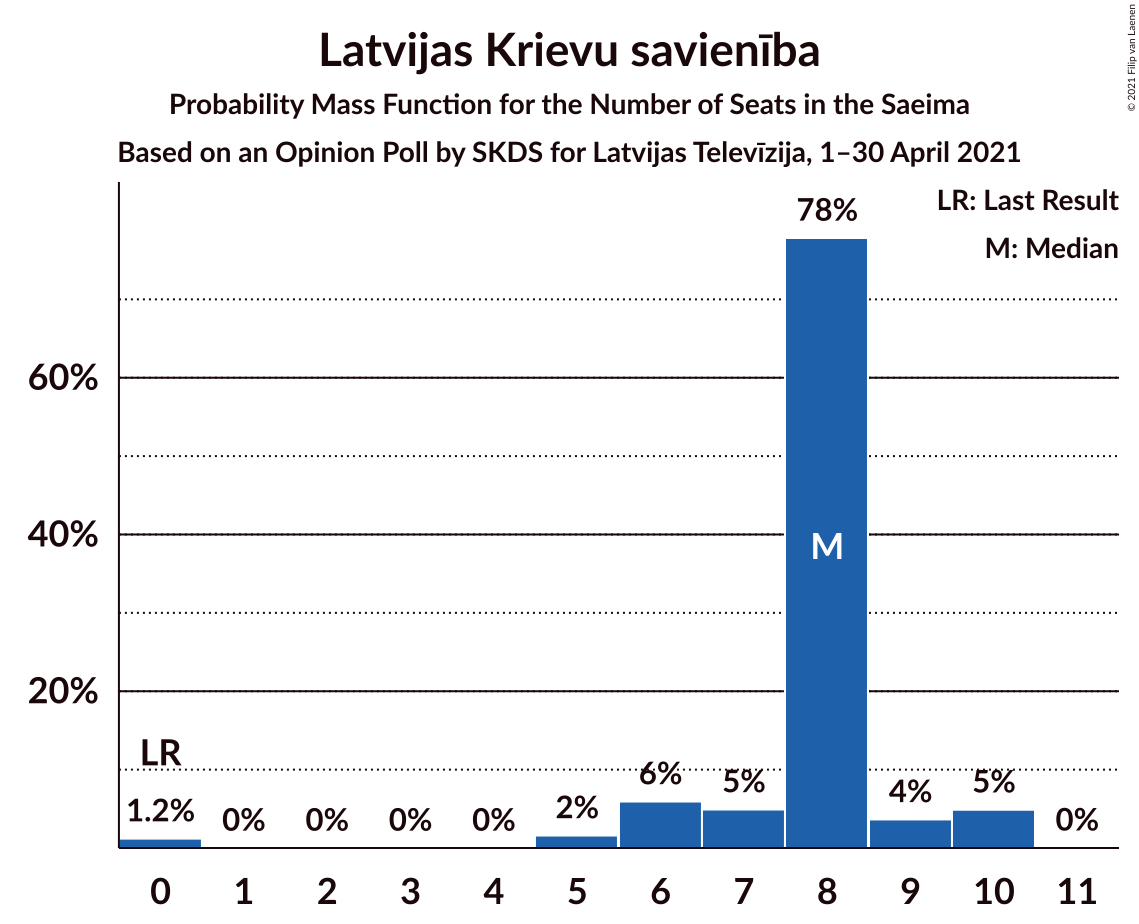 Latvijas Krievu savienība
Probability Mass Function for the Number of Seats in the Saeima
Based on an Opinion Poll by SKDS for Latvijas Televīzija, 1–30 April 2021
© 2021 Filip van Laenen
LR: Last Result
M: Median
78%
60%
40%
M
20%
LR
1.2%
0%
0%
0%
0%
2%
6%
5%
4%
5%
0%
0 1 2 3 4 5 6 7 8 9 10 11